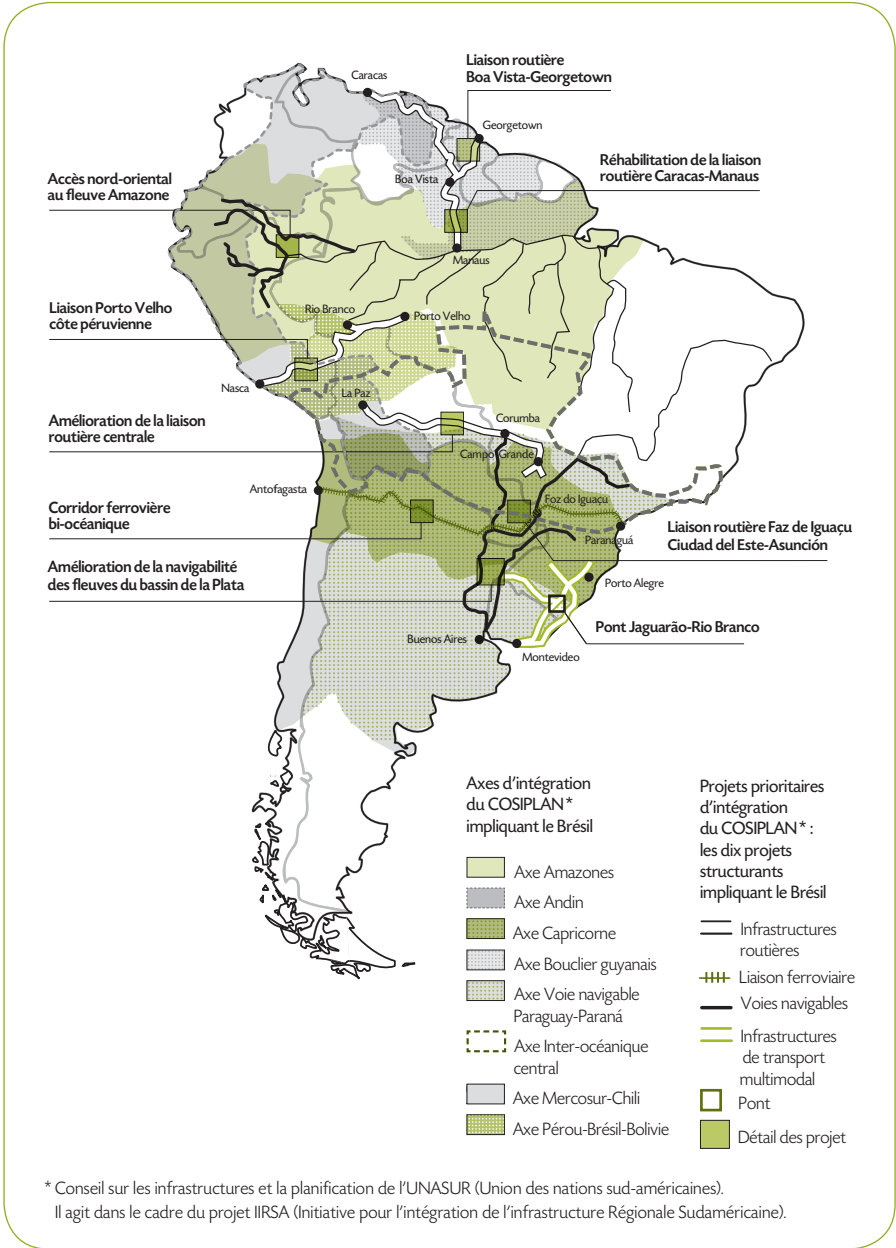 Liaison routière
Boa Vista-Georgetown
Caracas
Georgetown
Réhabilitation de la liaison
routière Caracas-Manaus
Accès nord-oriental
au fleuve Amazone
Boa Vista
Manaus
Liaison Porto Velho
côte péruvienne
Rio Branco
Porto Velho
Nasca
La Paz
Amélioration de la liaison
routière centrale
Corumba
Campo Grande
Antofagasta
Corridor ferrovière
bi-océanique
Foz do Iguaçu
Paranaguá
Liaison routière Faz de Iguaçu
Ciudad del Este-Asunción
Amélioration de la navigabilité
des fleuves du bassin de la Plata
Porto Alegre
Pont Jaguarão-Rio Branco
Buenos Aires
Montevideo
Axes d'intégration
du COSIPLAN*
impliquant le Brésil
Axe Amazones
Axe Andin
Axe Capricorne
Axe Bouclier guyanais
Axe Voie navigable
Paraguay-Paraná
Axe Inter-océanique
central
Axe Mercosur-Chili
Axe Pérou-Brésil-Bolivie
Projets prioritaires
d'intégration
du COSIPLAN* :
les dix projets
structurants
impliquant le Brésil
Infrastructures
routières
Liaison ferroviaire
Voies navigables
Infrastructures
de transport
multimodal
Pont
Détail des projet
* Conseil sur les infrastructures et la planification de l'UNASUR (Union des nations sud-américaines).
Il agit dans le cadre du projet IIRSA (Initiative pour l'intégration de l'infrastructure Régionale Sudaméricaine).